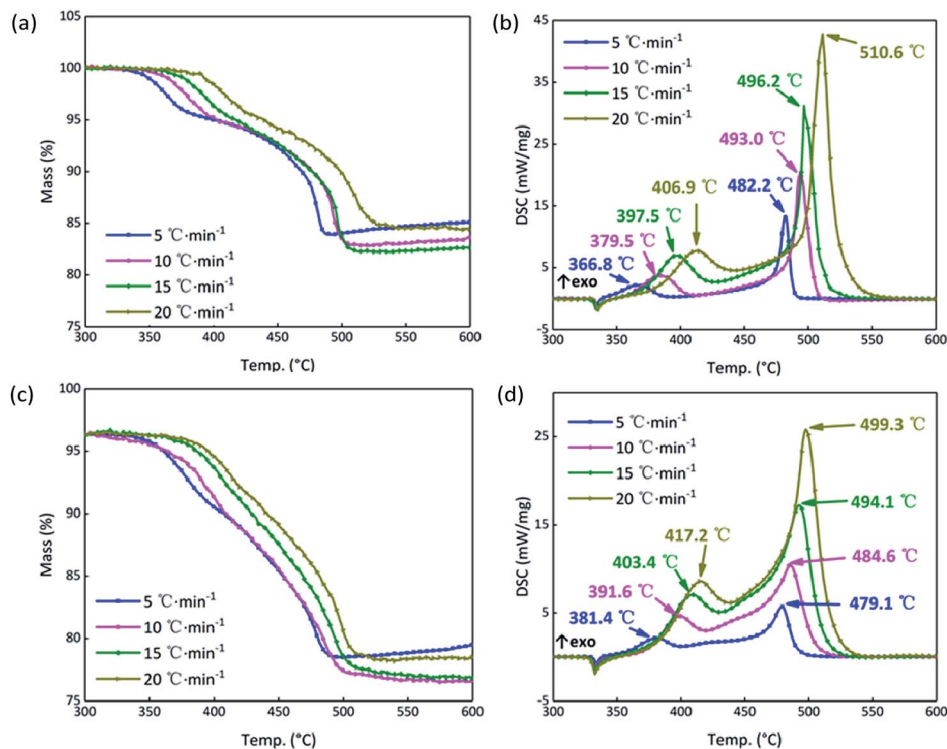 (a)
105
100
95
90
85
80
75
Mass (%)
5 ℃·min⁻¹
10 ℃·min⁻¹
15 ℃·min⁻¹
20 ℃·min⁻¹
300 350 400 450 500 550 600
Temp. (°C)
(b)
45
35
25
15
5
-5
DSC (mW/mg)
5 ℃·min⁻¹
10 ℃·min⁻¹
15 ℃·min⁻¹
20 ℃·min⁻¹
510.6 ℃
496.2 ℃
493.0 ℃
482.2 ℃
406.9 ℃
397.5 ℃
379.5 ℃
366.8 ℃
↑exo
300 350 400 450 500 550 600
Temp. (°C)
(c)
100
95
90
85
80
75
Mass (%)
5 ℃·min⁻¹
10 ℃·min⁻¹
15 ℃·min⁻¹
20 ℃·min⁻¹
300 350 400 450 500 550 600
Temp. (°C)
(d)
25
15
5
-5
DSC (mW/mg)
5 ℃·min⁻¹
10 ℃·min⁻¹
15 ℃·min⁻¹
20 ℃·min⁻¹
499.3 ℃
494.1 ℃
484.6 ℃
479.1 ℃
417.2 ℃
403.4 ℃
391.6 ℃
381.4 ℃
↑exo
300 350 400 450 500 550 600
Temp. (°C)